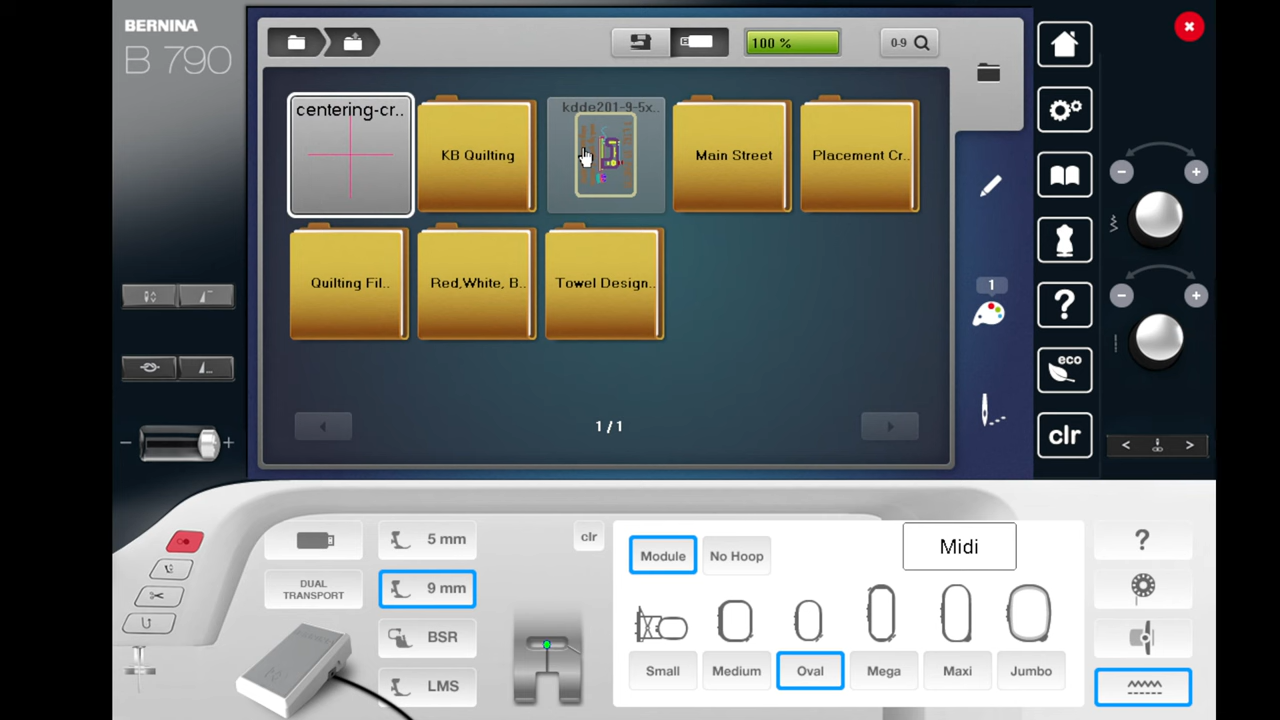 BERNINA
B 790
100 %
0-9
centering-cr..
KB Quilting
kdde201-9-5x..
Main Street
Placement Cr..
Quilting Fil..
Red,White, B..
Towel Design..
1
1 / 1
?
eco
clr
- +
- +
- +
< >
DUAL
TRANSPORT
5 mm
9 mm
BSR
LMS
clr
Module
No Hoop
Midi
Small
Medium
Oval
Mega
Maxi
Jumbo
?